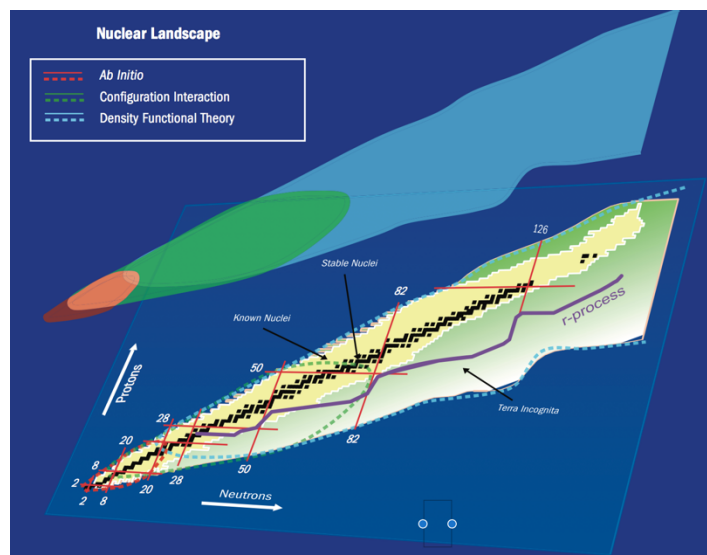 Nuclear Landscape
Ab Initio
Configuration Interaction
Density Functional Theory
126
Stable Nuclei
82
r-process
Known Nuclei
50
Protons
Terra Incognita
28
20
82
8
50
28
20
2
2 8
Neutrons